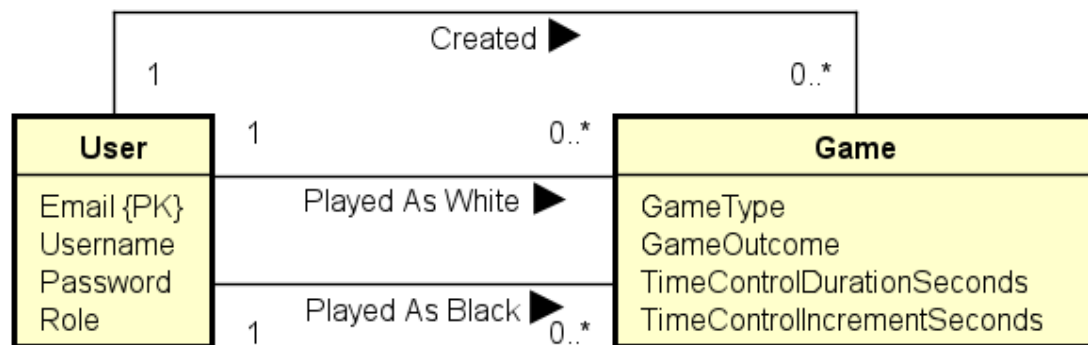 Created ▶
1 0..*
1 0..*
User
Email {PK}
Username
Password
Role
Played As White ▶
Played As Black ▶
1 0..*
Game
GameType
GameOutcome
TimeControlDurationSeconds
TimeControlIncrementSeconds